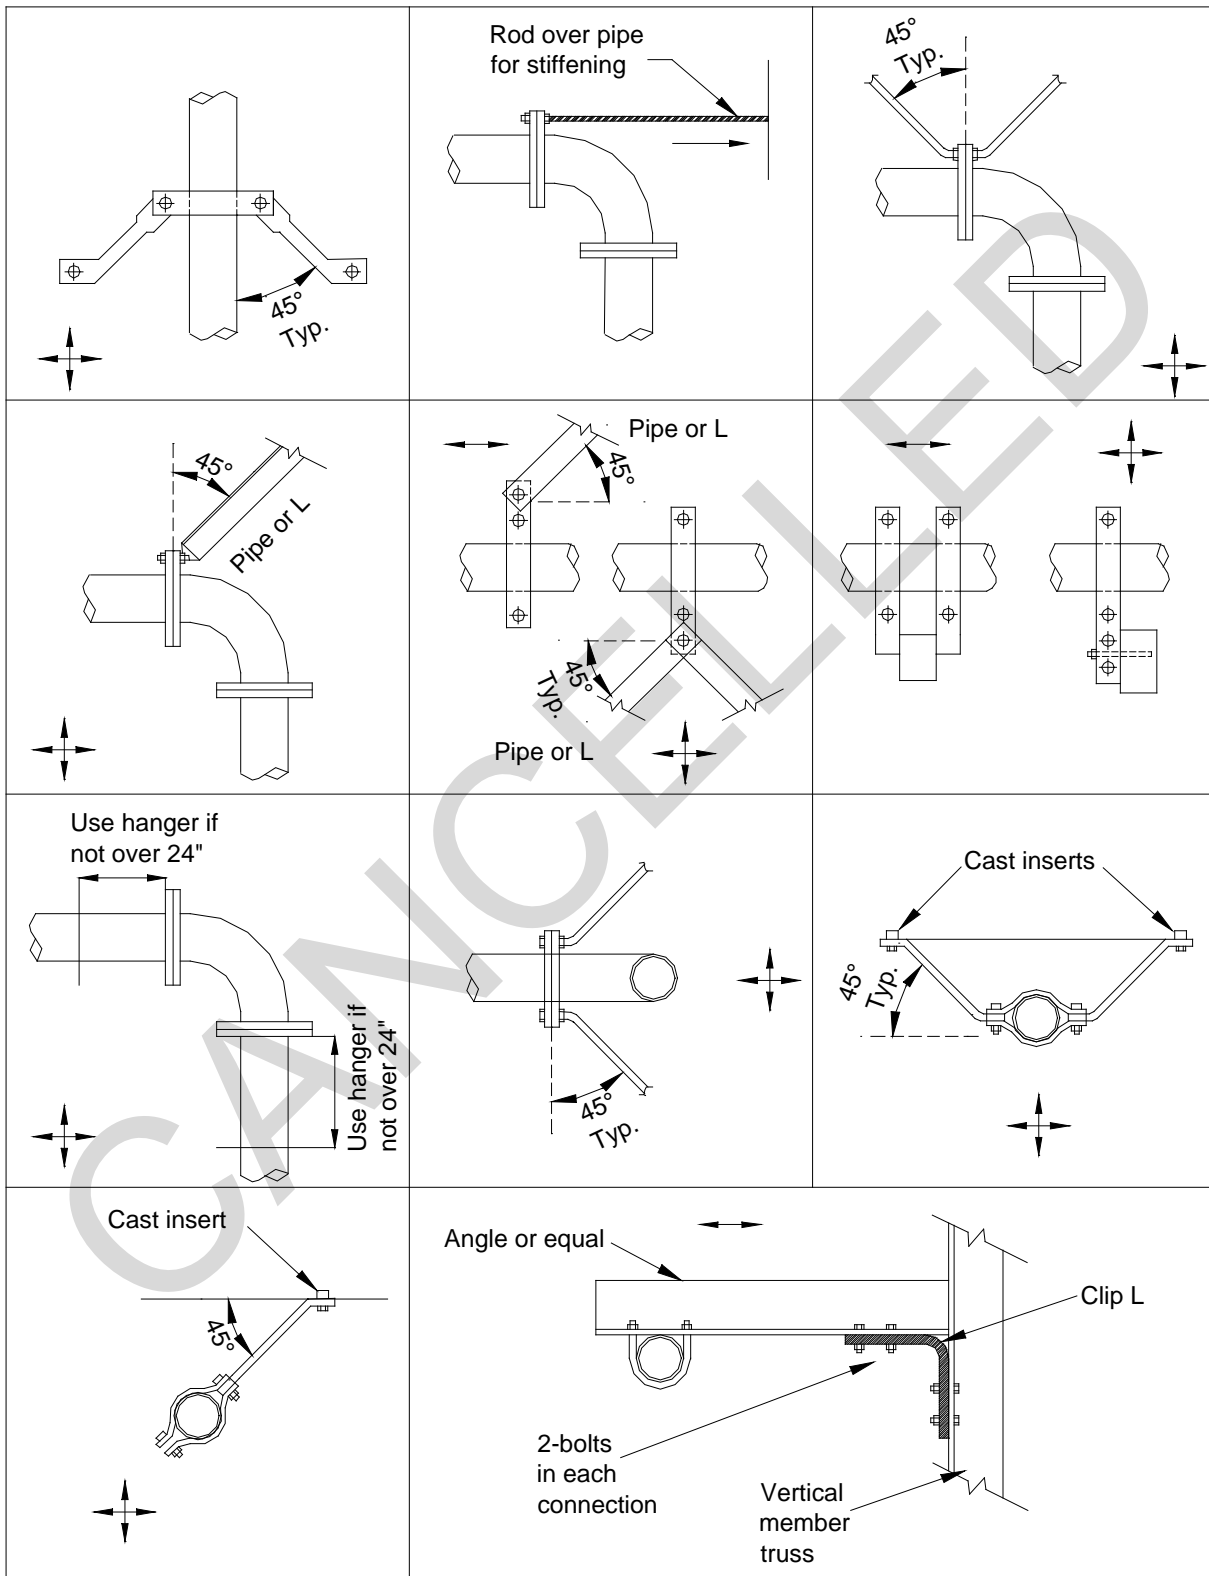 45°
Typ.
Rod over pipe
for stiffening
45°
Typ.
45°
Pipe or L
Pipe or L
45°
45°
Typ.
Pipe or L
Use hanger if
not over 24"
Use hanger if
not over 24"
45°
Typ.
Cast inserts
45°
Typ.
Cast insert
45°
Angle or equal
Clip L
2-bolts
in each
connection
Vertical
member
truss
CANCELLED